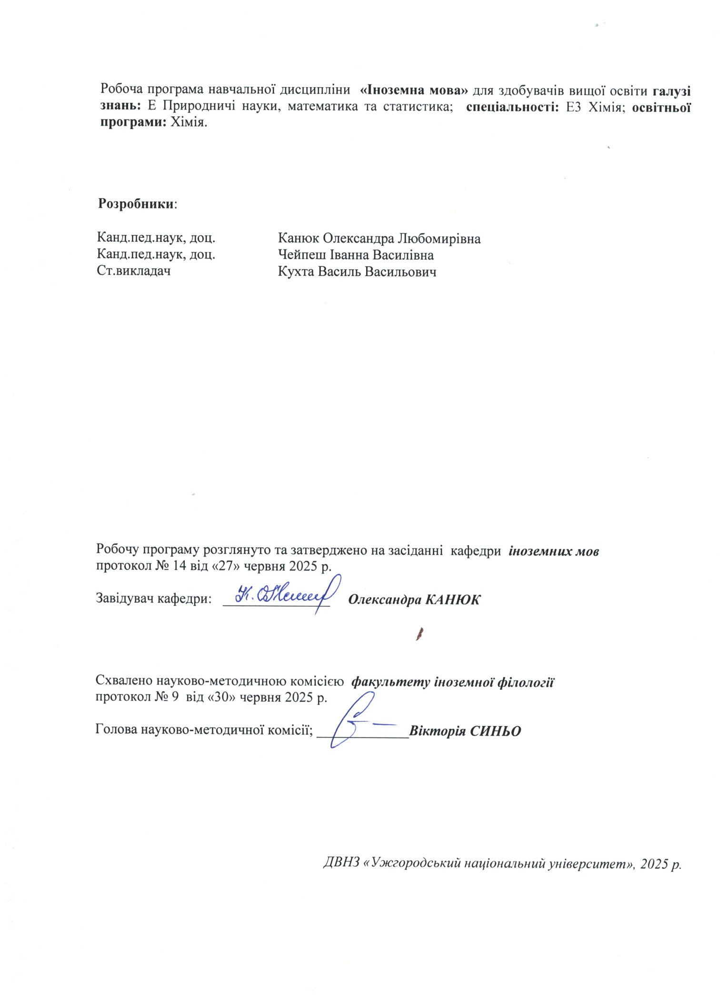 Робоча програма навчальної дисципліни «Іноземна мова» для здобувачів вищої освіти галузі
знань: Е Природничі науки, математика та статистика; спеціальності: Е3 Хімія; освітньої
програми: Хімія.
Розробники:
Канд.пед.наук, доц. Канюк Олександра Любомирівна
Канд.пед.наук, доц. Чейпеш Іванна Василівна
Ст.викладач Кухта Василь Васильович
Робочу програму розглянуто та затверджено на засіданні кафедри іноземних мов
протокол № 14 від «27» червня 2025 р.
Завідувач кафедри: Олександра КАНЮК
Схвалено науково-методичною комісією факультету іноземної філології
протокол № 9 від «30» червня 2025 р.
Голова науково-методичної комісії; Вікторія СИНЬО
ДВНЗ «Ужгородський національний університет», 2025 р.